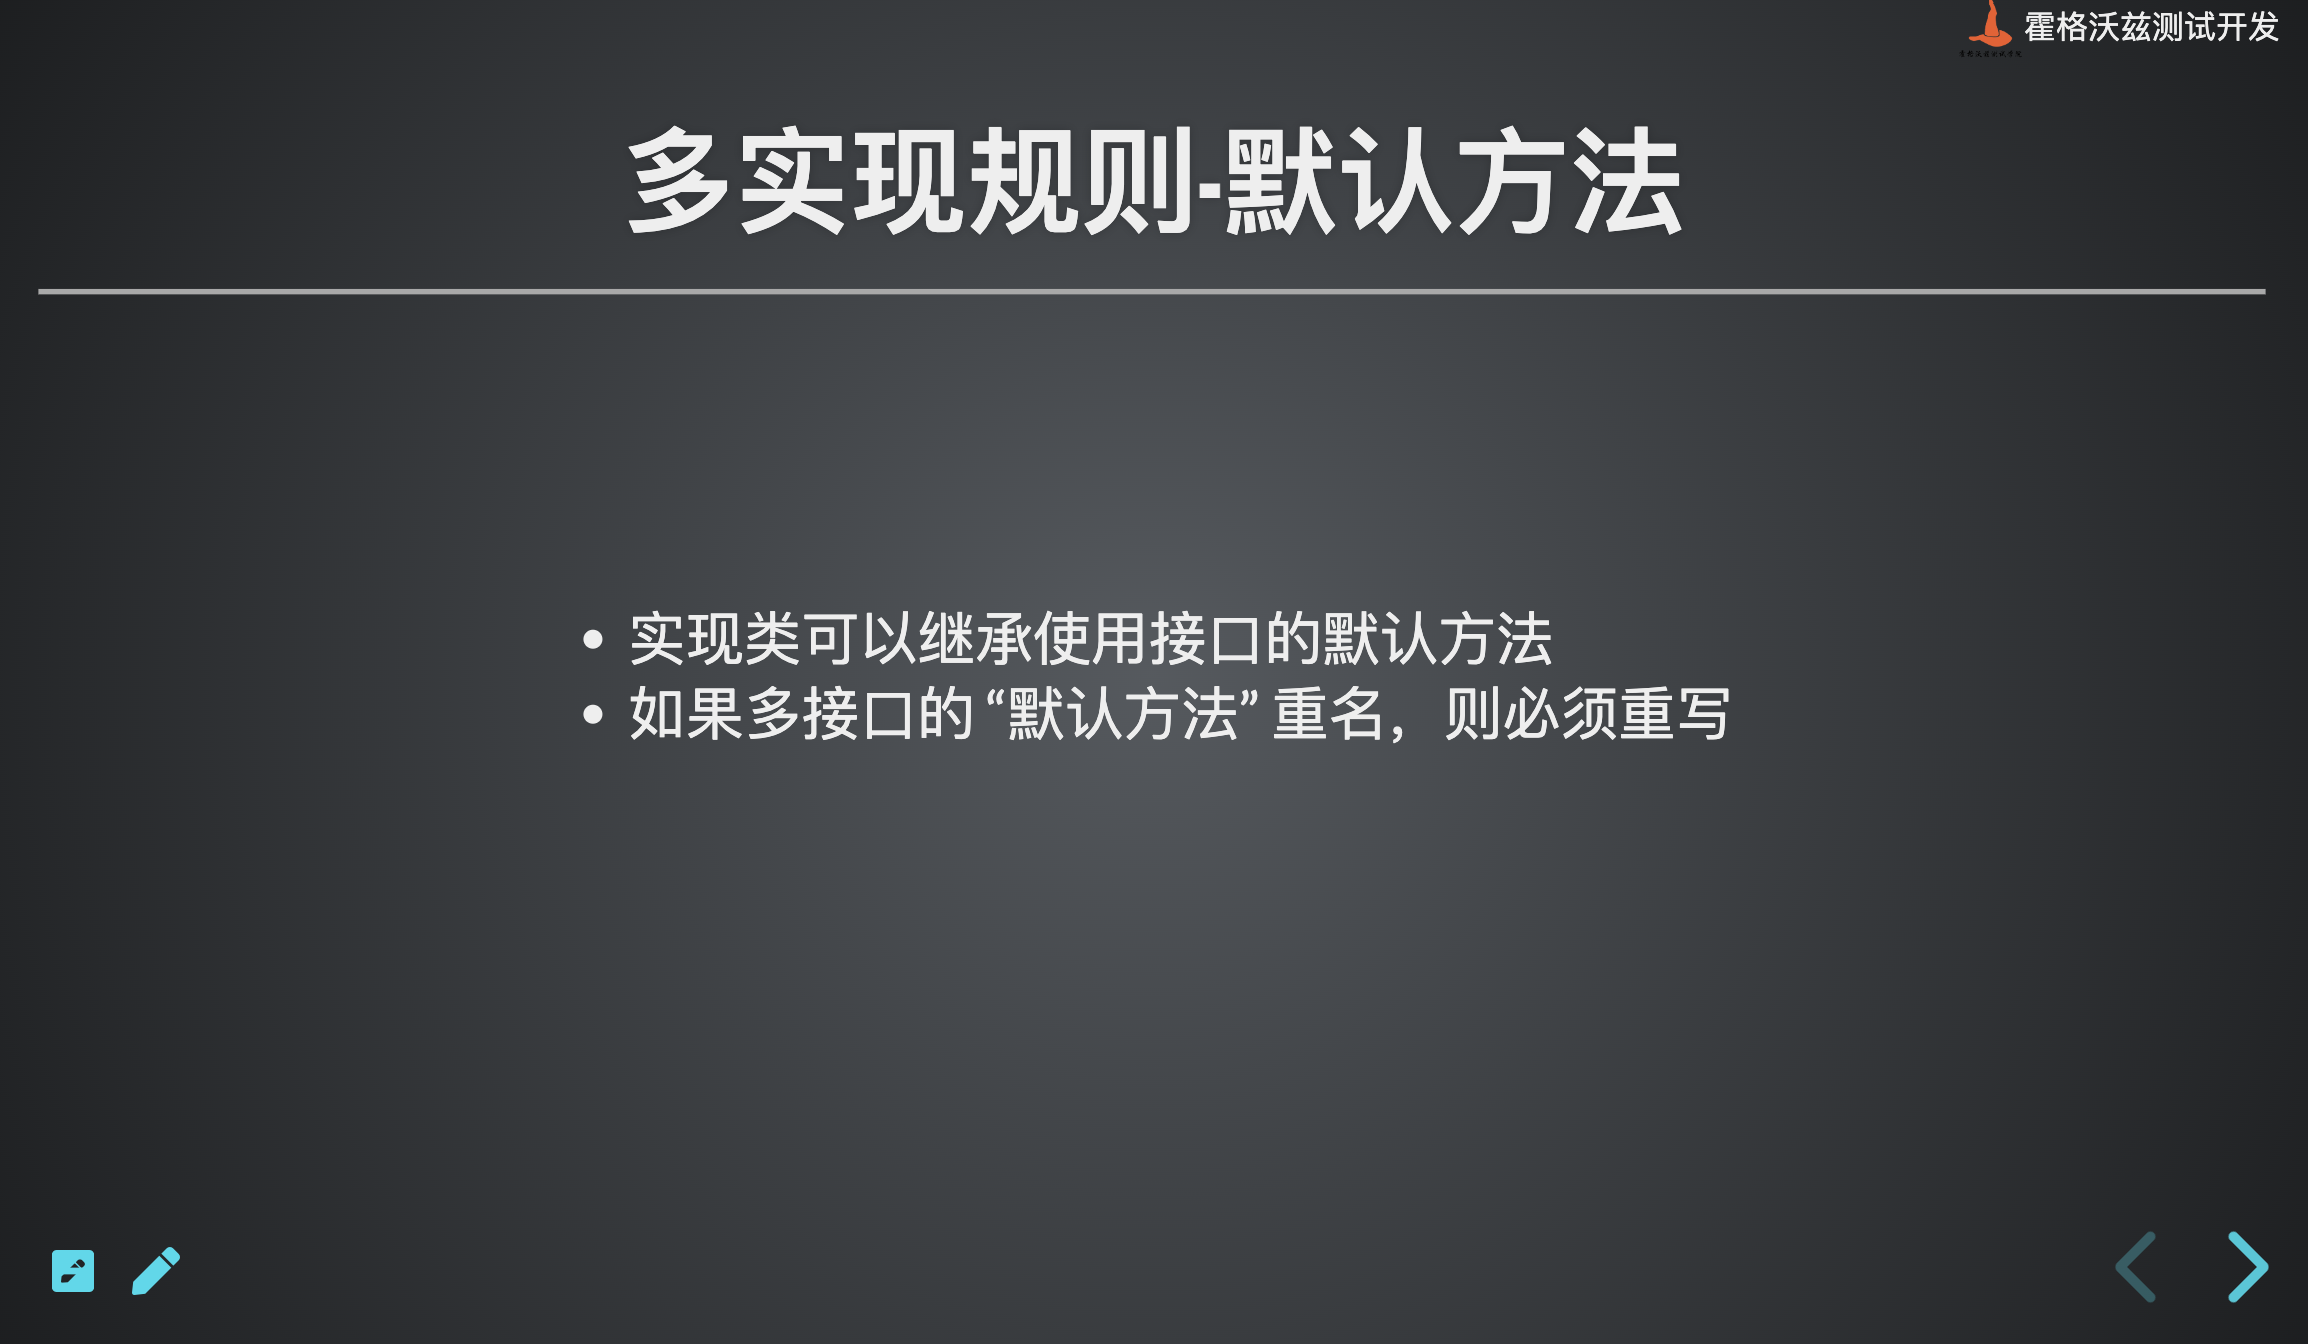 霍格沃兹测试开发
多实现规则-默认方法
实现类可以继承使用接口的默认方法
如果多接口的 “默认方法” 重名，则必须重写